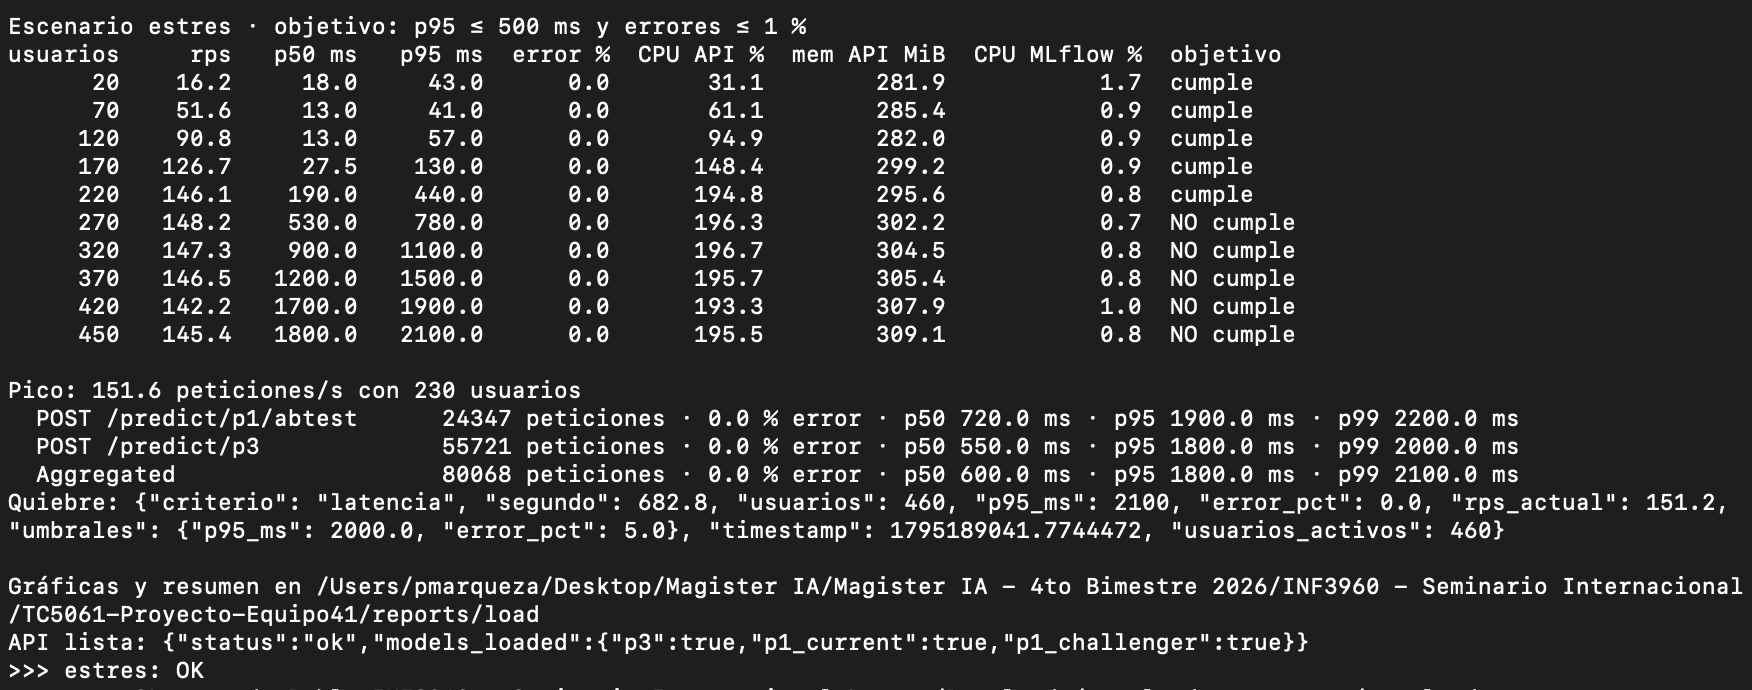 Escenario estres · objetivo: p95 ≤ 500 ms y errores ≤ 1 %
usuarios rps p50 ms p95 ms error % CPU API % mem API MiB CPU MLflow % objetivo
20 16.2 18.0 43.0 0.0 31.1 281.9 1.7 cumple
70 51.6 13.0 41.0 0.0 61.1 285.4 0.9 cumple
120 90.8 13.0 57.0 0.0 94.9 282.0 0.9 cumple
170 126.7 27.5 130.0 0.0 148.4 299.2 0.9 cumple
220 146.1 190.0 440.0 0.0 194.8 295.6 0.8 cumple
270 148.2 530.0 780.0 0.0 196.3 302.2 0.7 NO cumple
320 147.3 900.0 1100.0 0.0 196.7 304.5 0.8 NO cumple
370 146.5 1200.0 1500.0 0.0 195.7 305.4 0.8 NO cumple
420 142.2 1700.0 1900.0 0.0 193.3 307.9 1.0 NO cumple
450 145.4 1800.0 2100.0 0.0 195.5 309.1 0.8 NO cumple
Pico: 151.6 peticiones/s con 230 usuarios
POST /predict/p1/abtest 24347 peticiones · 0.0 % error · p50 720.0 ms · p95 1900.0 ms · p99 2200.0 ms
POST /predict/p3 55721 peticiones · 0.0 % error · p50 550.0 ms · p95 1800.0 ms · p99 2000.0 ms
Aggregated 80068 peticiones · 0.0 % error · p50 600.0 ms · p95 1800.0 ms · p99 2100.0 ms
Quiebre: {"criterio": "latencia", "segundo": 682.8, "usuarios": 460, "p95_ms": 2100, "error_pct": 0.0, "rps_actual": 151.2,
"umbrales": {"p95_ms": 2000.0, "error_pct": 5.0}, "timestamp": 1795189041.7744472, "usuarios_activos": 460}
Gráficas y resumen en /Users/pmarqueza/Desktop/Magister IA/Magister IA – 4to Bimestre 2026/INF3960 – Seminario Internacional
/TC5061-Proyecto-Equipo41/reports/load
API lista: {"status":"ok","models_loaded":{"p3":true,"p1_current":true,"p1_challenger":true}}
>>> estres: OK